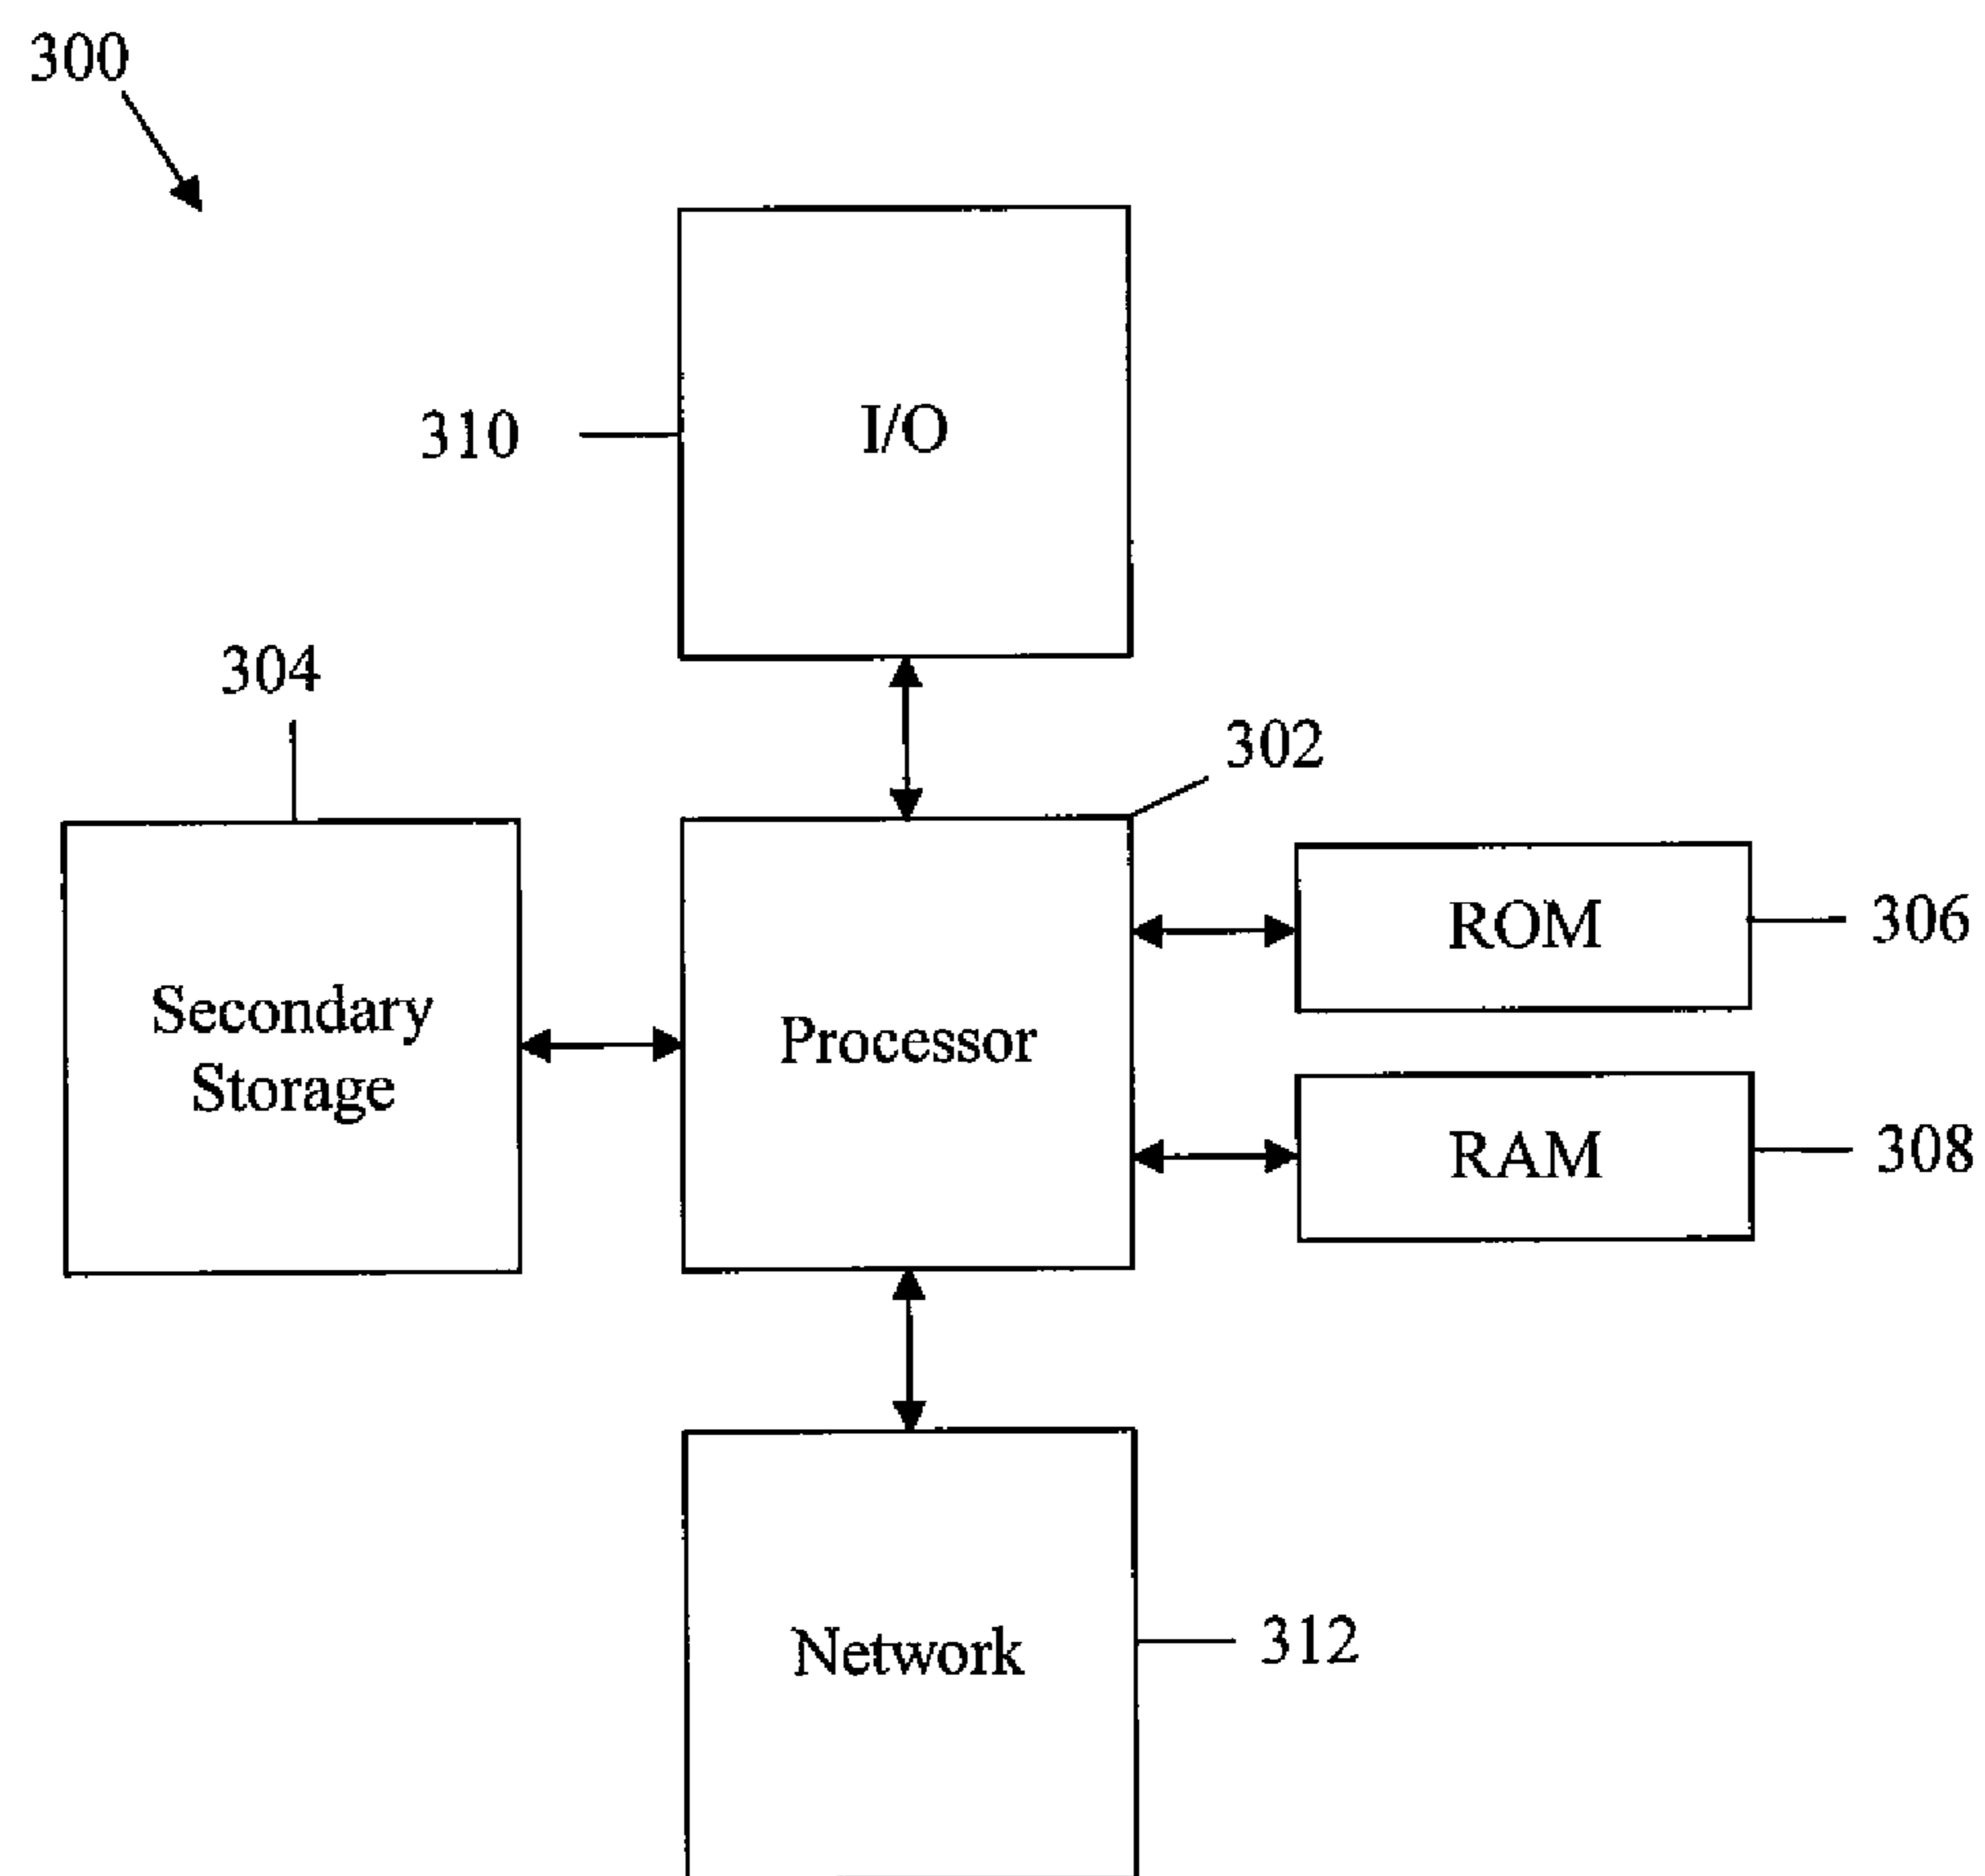 300
310
I/O
304
302
ROM
306
Secondary
Storage
Processor
RAM
308
Network
312